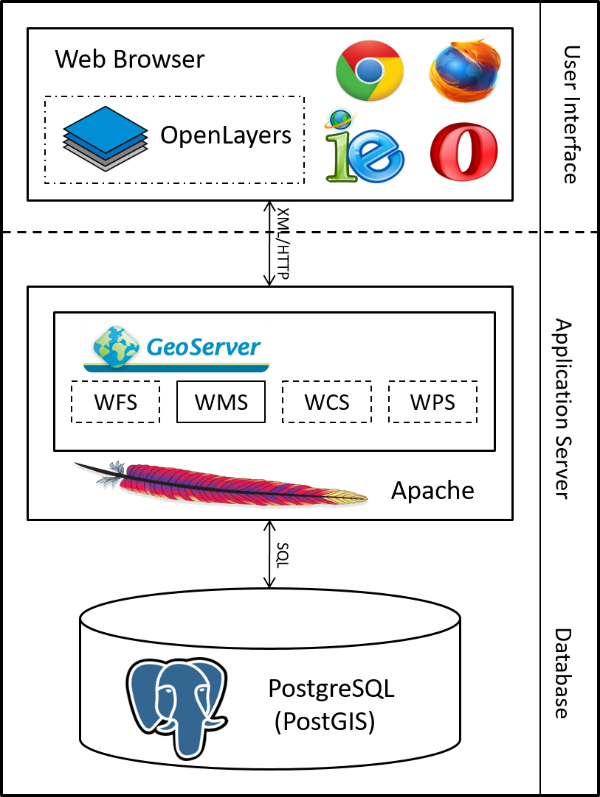 Web Browser
OpenLayers
User Interface
XML/HTTP
GeoServer
WFS
WMS
WCS
WPS
Apache
Application Server
SQL
PostgreSQL
(PostGIS)
Database